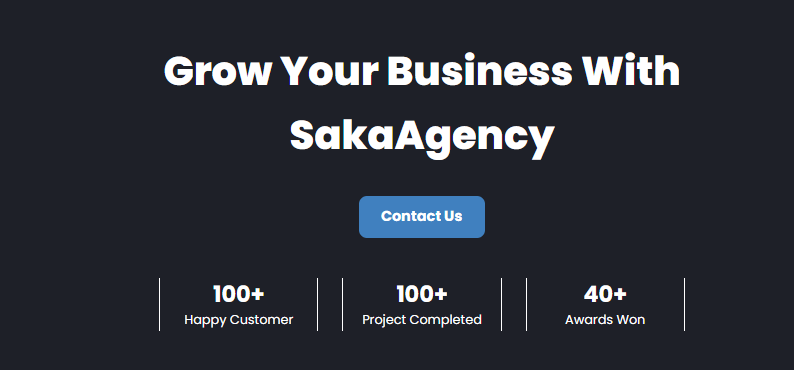 Grow Your Business With
SakaAgency
Contact Us
100+
Happy Customer
100+
Project Completed
40+
Awards Won